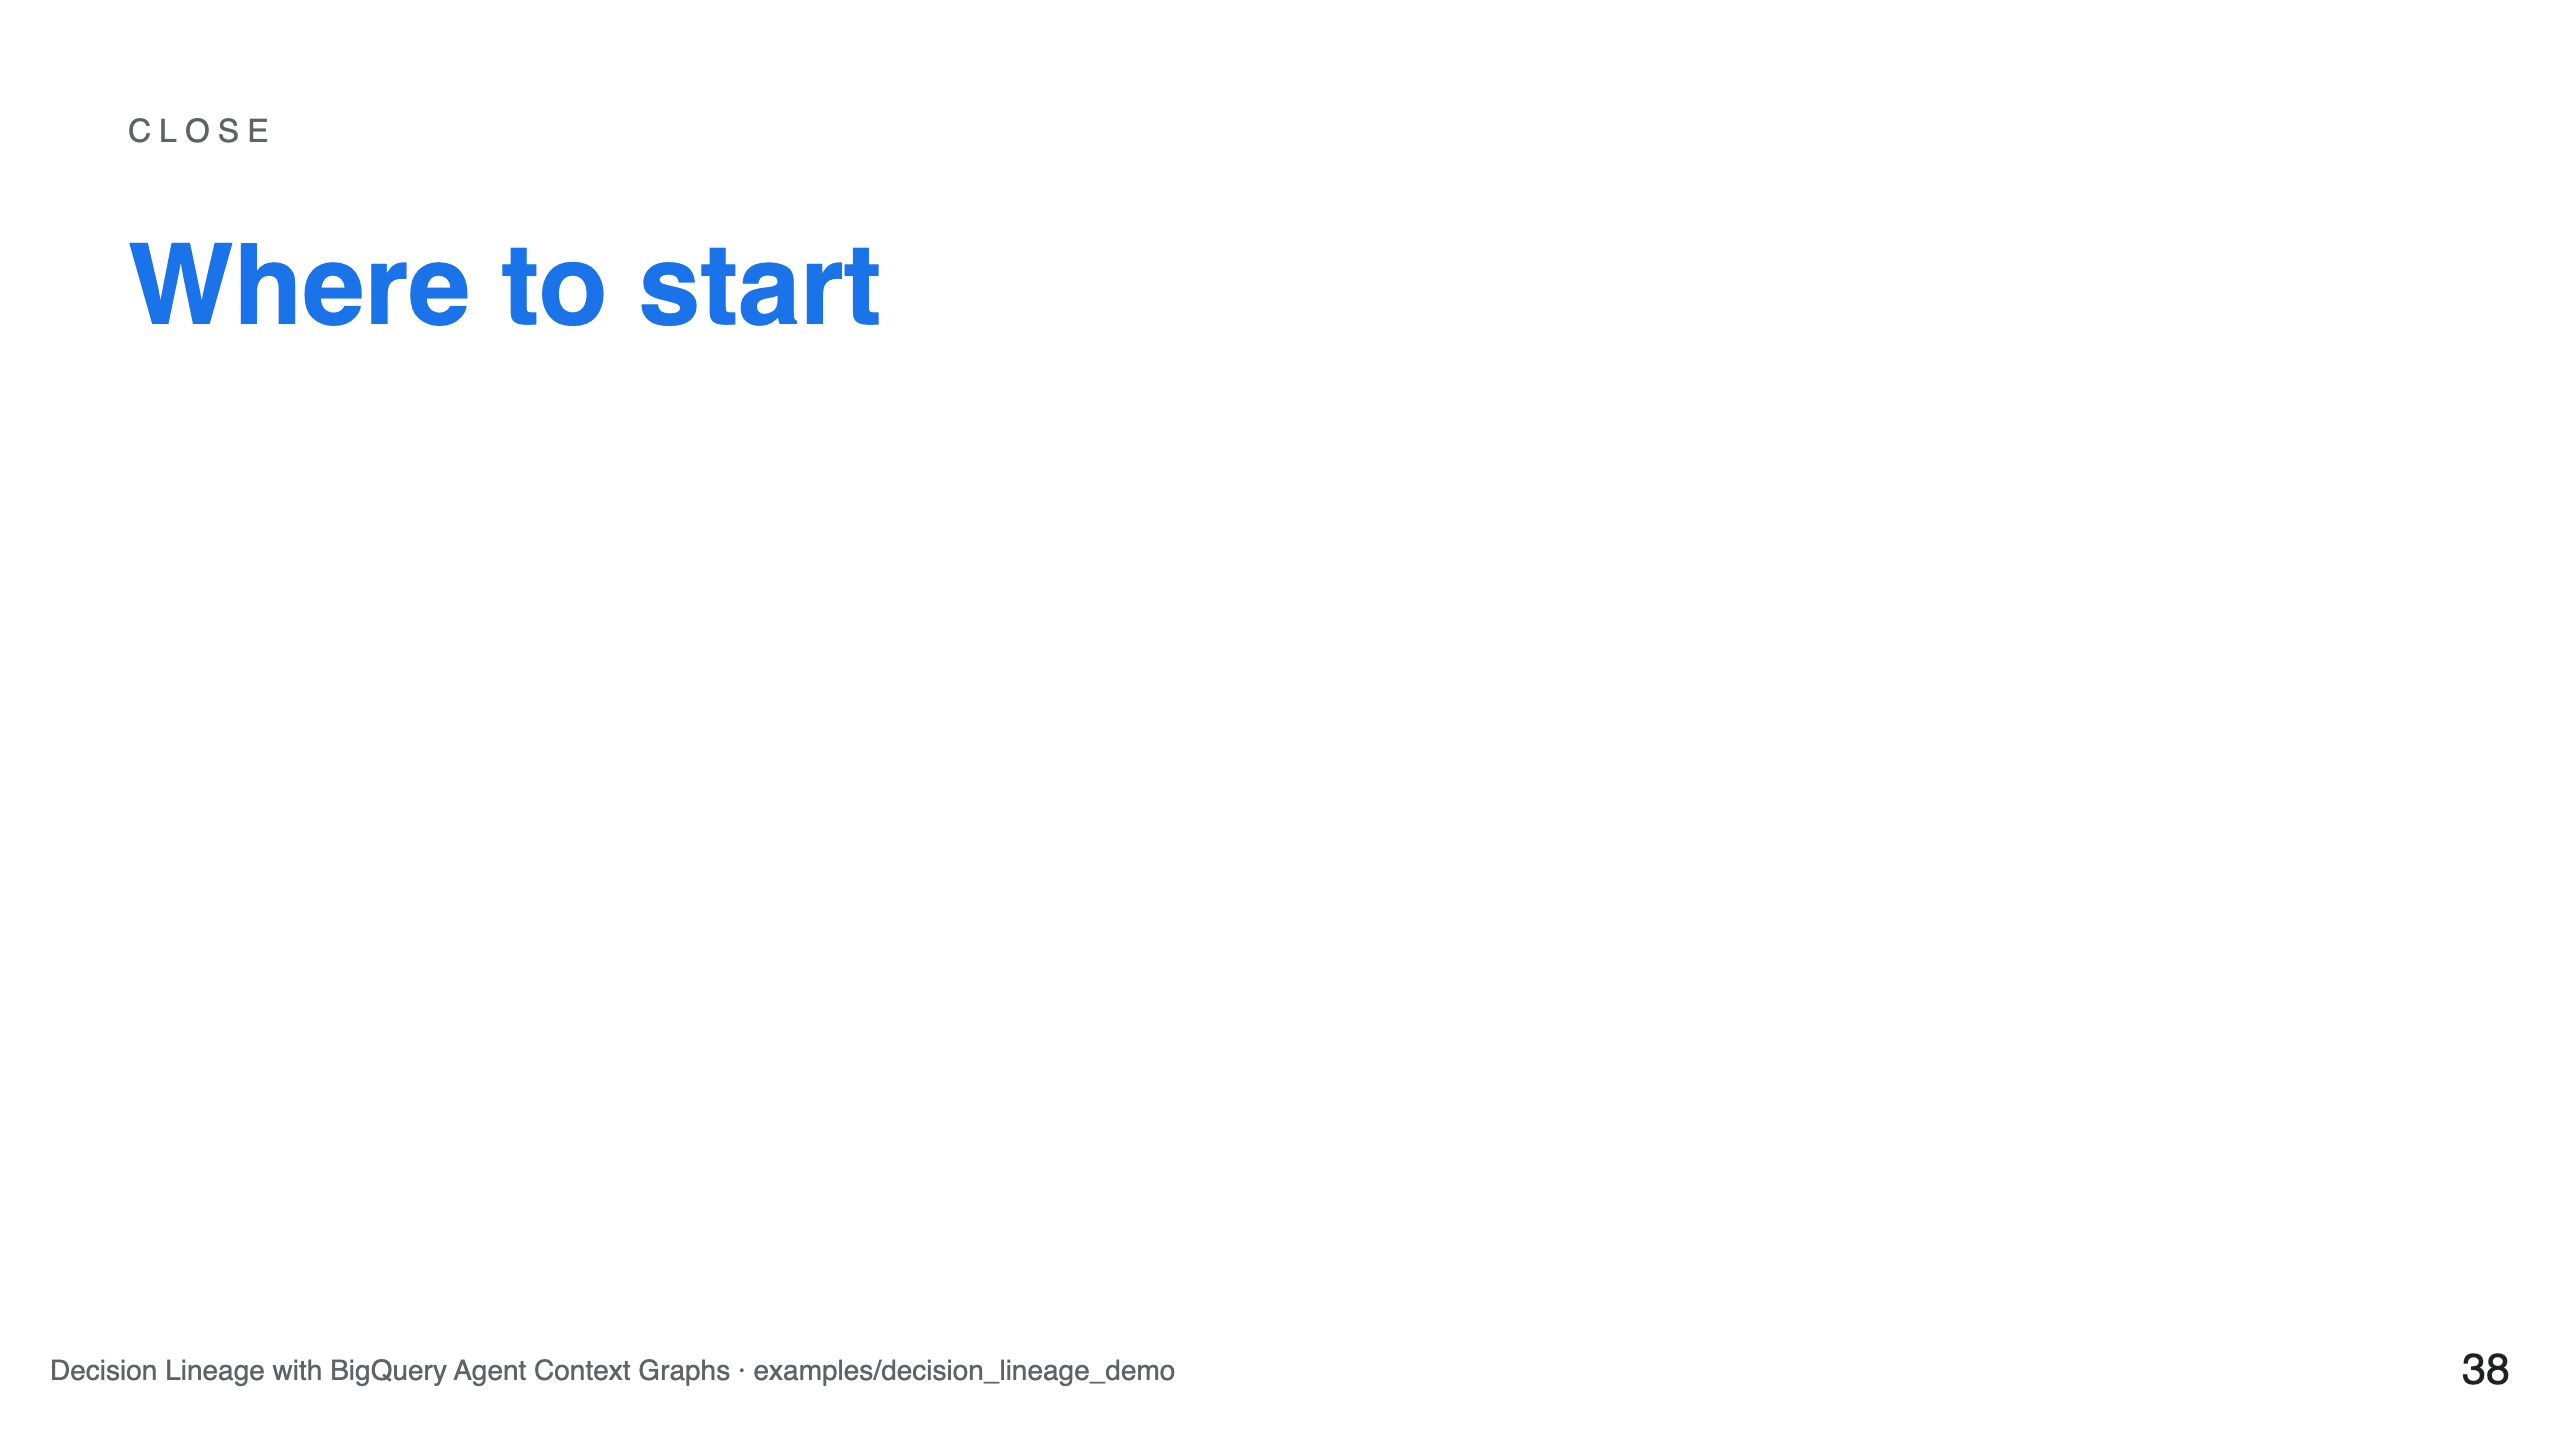 CLOSE
Where to start
Decision Lineage with BigQuery Agent Context Graphs · examples/decision_lineage_demo
38